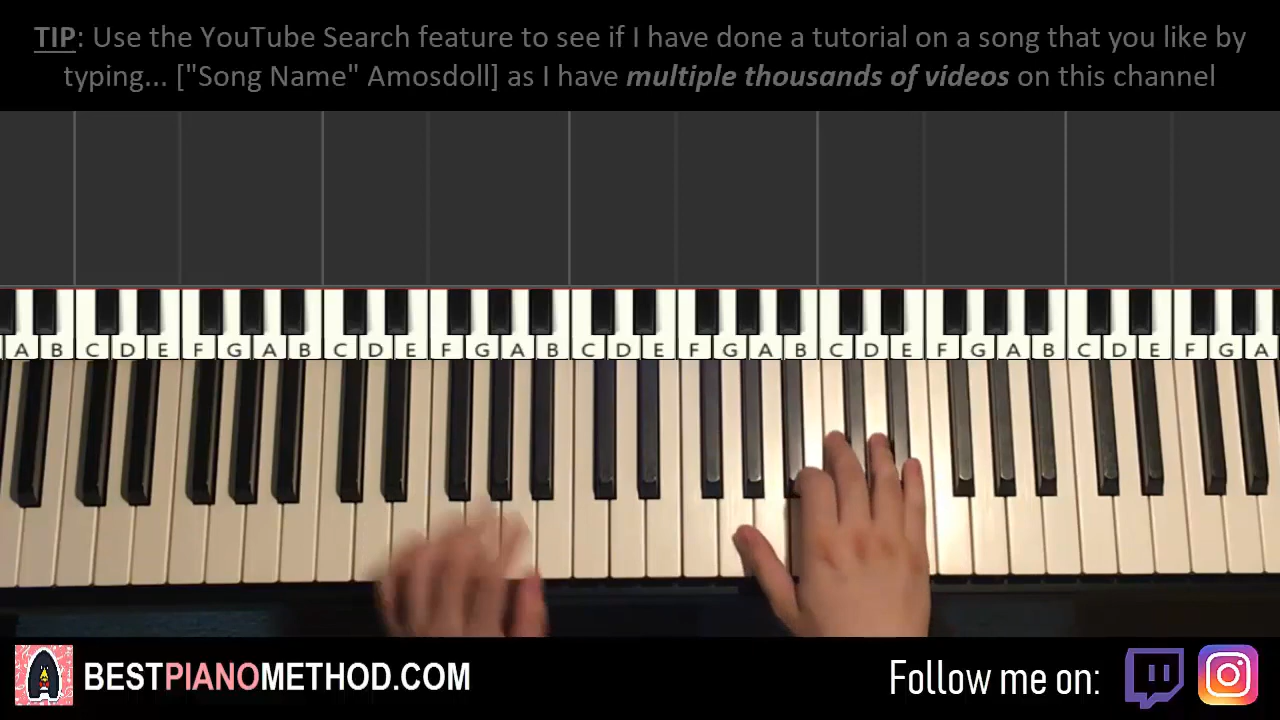 TIP: Use the YouTube Search feature to see if I have done a tutorial on a song that you like by
typing... ["Song Name" Amosdoll] as I have multiple thousands of videos on this channel
A B C D E F G A B C D E F G A B C D E F G A B C D E F G A B C D E F G A
BESTPIANOMETHOD.COM
Follow me on: